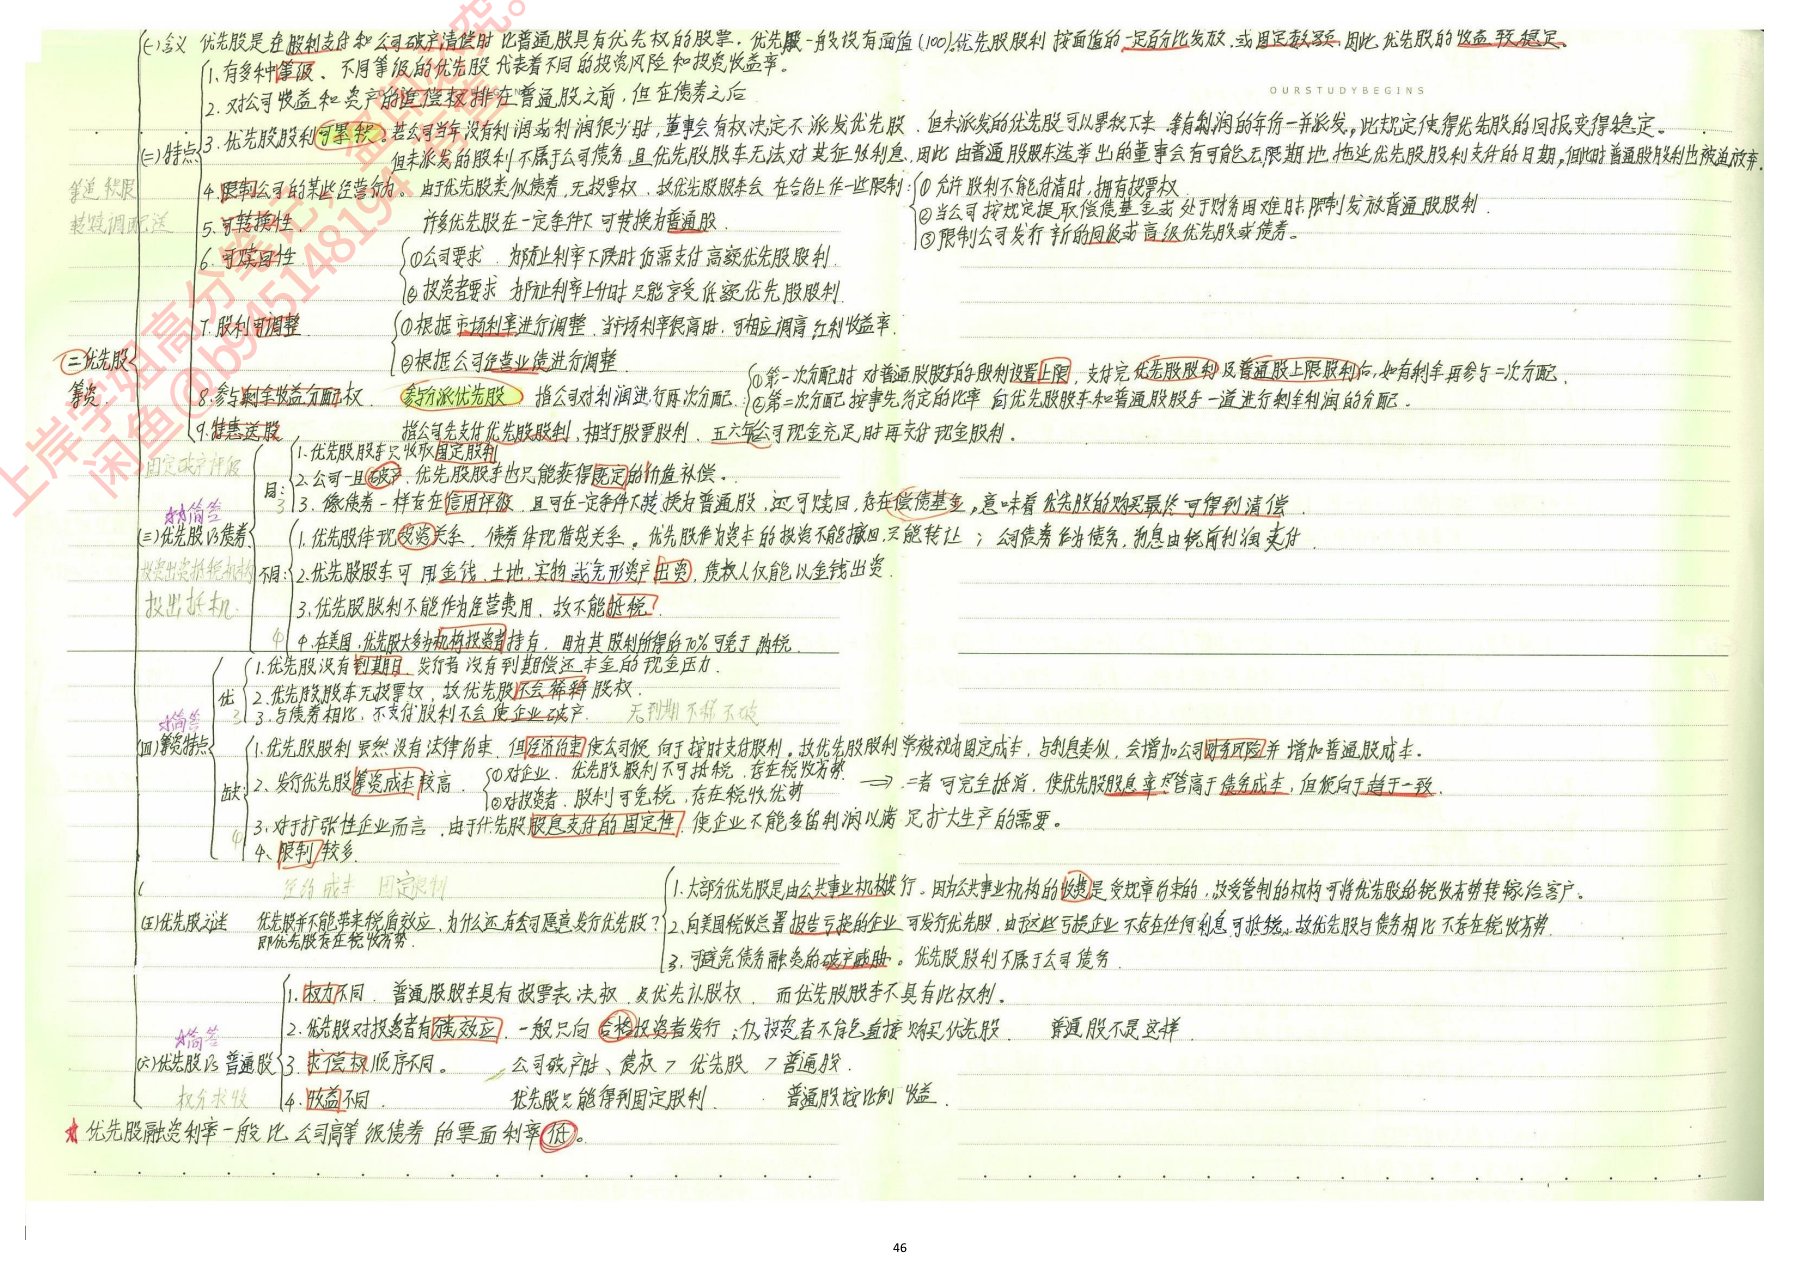 (一)含义 优先股是在股利支付和公司破产清偿时比普通股具有优先权的股票. 优先股一般设有面值(100).优先股股利按面值的一定百分比发放,或固定数额,因此,优先股的收益较稳定.
OURSTUDYBEGINS
(二)特点
1.有多种等级、不同等级的优先股代表着不同的投资风险和投资收益率。
2.对公司收益和资产的追偿权排在普通股之前,但在债券之后
3.优先股股利可累积。若公司当年没有利润或利润很少时,董事会有权决定不派发优先股.但未派发的优先股可以累积下来,等有利润的年份一并派发,此规定使得优先股的回报变得稳定。
但未派发的股利不属于公司债务,且优先股股东无法对其征收利息,因此由普通股股东选举出的董事会有可能无限期地拖延优先股股利支付的日期,但此时普通股股利也被迫放弃.
4.限制公司的某些经营行为。由于优先股类似债券,无投票权,故优先股股东会在合约上作一些限制:①允许股利不能付清时,拥有投票权
②当公司按规定提取偿债基金或处于财务困难时,限制发放普通股股利.
③限制公司发行新的同级或高级优先股或债券。
等追积限
转赎调配送
5.可转换性 许多优先股在一定条件下可转换为普通股.
6.可赎回性 ①公司要求 为防止利率下跌时仍需支付高额优先股股利.
②投资者要求 为防止利率上升时只能享受低额优先股股利.
7.股利可调整 ①根据市场利率进行调整.当市场利率很高时,可相应调高红利收益率.
②根据公司经营业绩进行调整
二优先股
筹资
8.参与剩余收益分配权 参与分派优先股 指公司对利润进行两次分配.①第一次分配时 对普通股股东的股利设置上限,支付完优先股股利及普通股上限股利后,如有剩余再参与二次分配.
②第二次分配 按事先约定的比率 向优先股股东和普通股股东一道进行剩余利润的分配.
9.特惠送股 指公司先支付优先股股利,相当于股票股利.五六年公司现金充足时再支付现金股利。
固定破产评级
☆简答
(三)优先股VS债券
同:3
1.优先股股东只收取固定股利
2.公司一旦破产,优先股股东也只能获得既定的价值补偿。
3.像债券一样存在信用评级,且可在一定条件下转换为普通股,还可赎回,存在偿债基金,意味着优先股的购买最终可得到清偿.
投资出资抵税机构
投出抵机.
不同:4
1.优先股体现投资关系.债券体现借贷关系。优先股作为资本的投资不能撤回,只能转让;公司债券作为债务,利息由税前利润支付.
2.优先股股东可用金钱、土地、实物或无形资产出资,债权人仅能以金钱出资.
3.优先股股利不能作为经营费用,故不能抵税.
4.在美国,优先股大多为机构投资者持有,因为其股利所得的70%可免于纳税.
☆简答
(四)筹资特点
优3
1.优先股没有到期日,发行者没有到期偿还本金的现金压力.
2.优先股股东无投票权,故优先股不会稀释股权.
3.与债券相比,不支付股利不会使企业破产. 无到期 不稀 不破
缺:4
1.优先股股利虽然没有法律约束,但经济约束使公司倾向于按时支付股利。故优先股股利常被视为固定成本,与利息类似,会增加公司财务风险并增加普通股成本。
2.发行优先股筹资成本较高. ①对企业,优先股股利不可抵税,存在税收劣势.
②对投资者,股利可免税,存在税收优势
⟹二者可完全抵消,使优先股股息率尽管高于债务成本,但倾向于趋于一致.
3.对于扩张性企业而言,由于优先股股息支付的固定性,使企业不能多留利润以满足扩大生产的需要。
4、限制较多.
经约 成本 固定限制
(五)优先股之迷 优先股并不能带来税盾效应,为什么还有公司愿意发行优先股?
即优先股存在税收劣势.
1.大部分优先股是由公共事业机构发行,因为公共事业机构的收费是受规章约束的,故受管制的机构可将优先股的税收劣势转嫁给客户。
2.向美国税收总署报告亏损的企业可发行优先股,由于这些亏损企业不存在任何利息可抵税,故优先股与债务相比不存在税收劣势.
3.可避免债务融资的破产威胁。优先股股利不属于公司债务.
☆简答
(六)优先股VS普通股
权分求收
1.权力不同. 普通股股东具有投票表决权,及优先认股权. 而优先股股东不具有此权利。
2.优先股对投资者有分类效应,一般只向合格投资者发行;个人投资者不能直接购买优先股. 普通股不是这样
3.求偿权顺序不同。 公司破产时、债权>优先股>普通股.
4.收益不同. 优先股只能得到固定股利. 普通股按比例收益.
★优先股融资利率一般比公司高等级债券的票面利率低。
上岸学姐高分笔记
闲鱼@b945148194
46